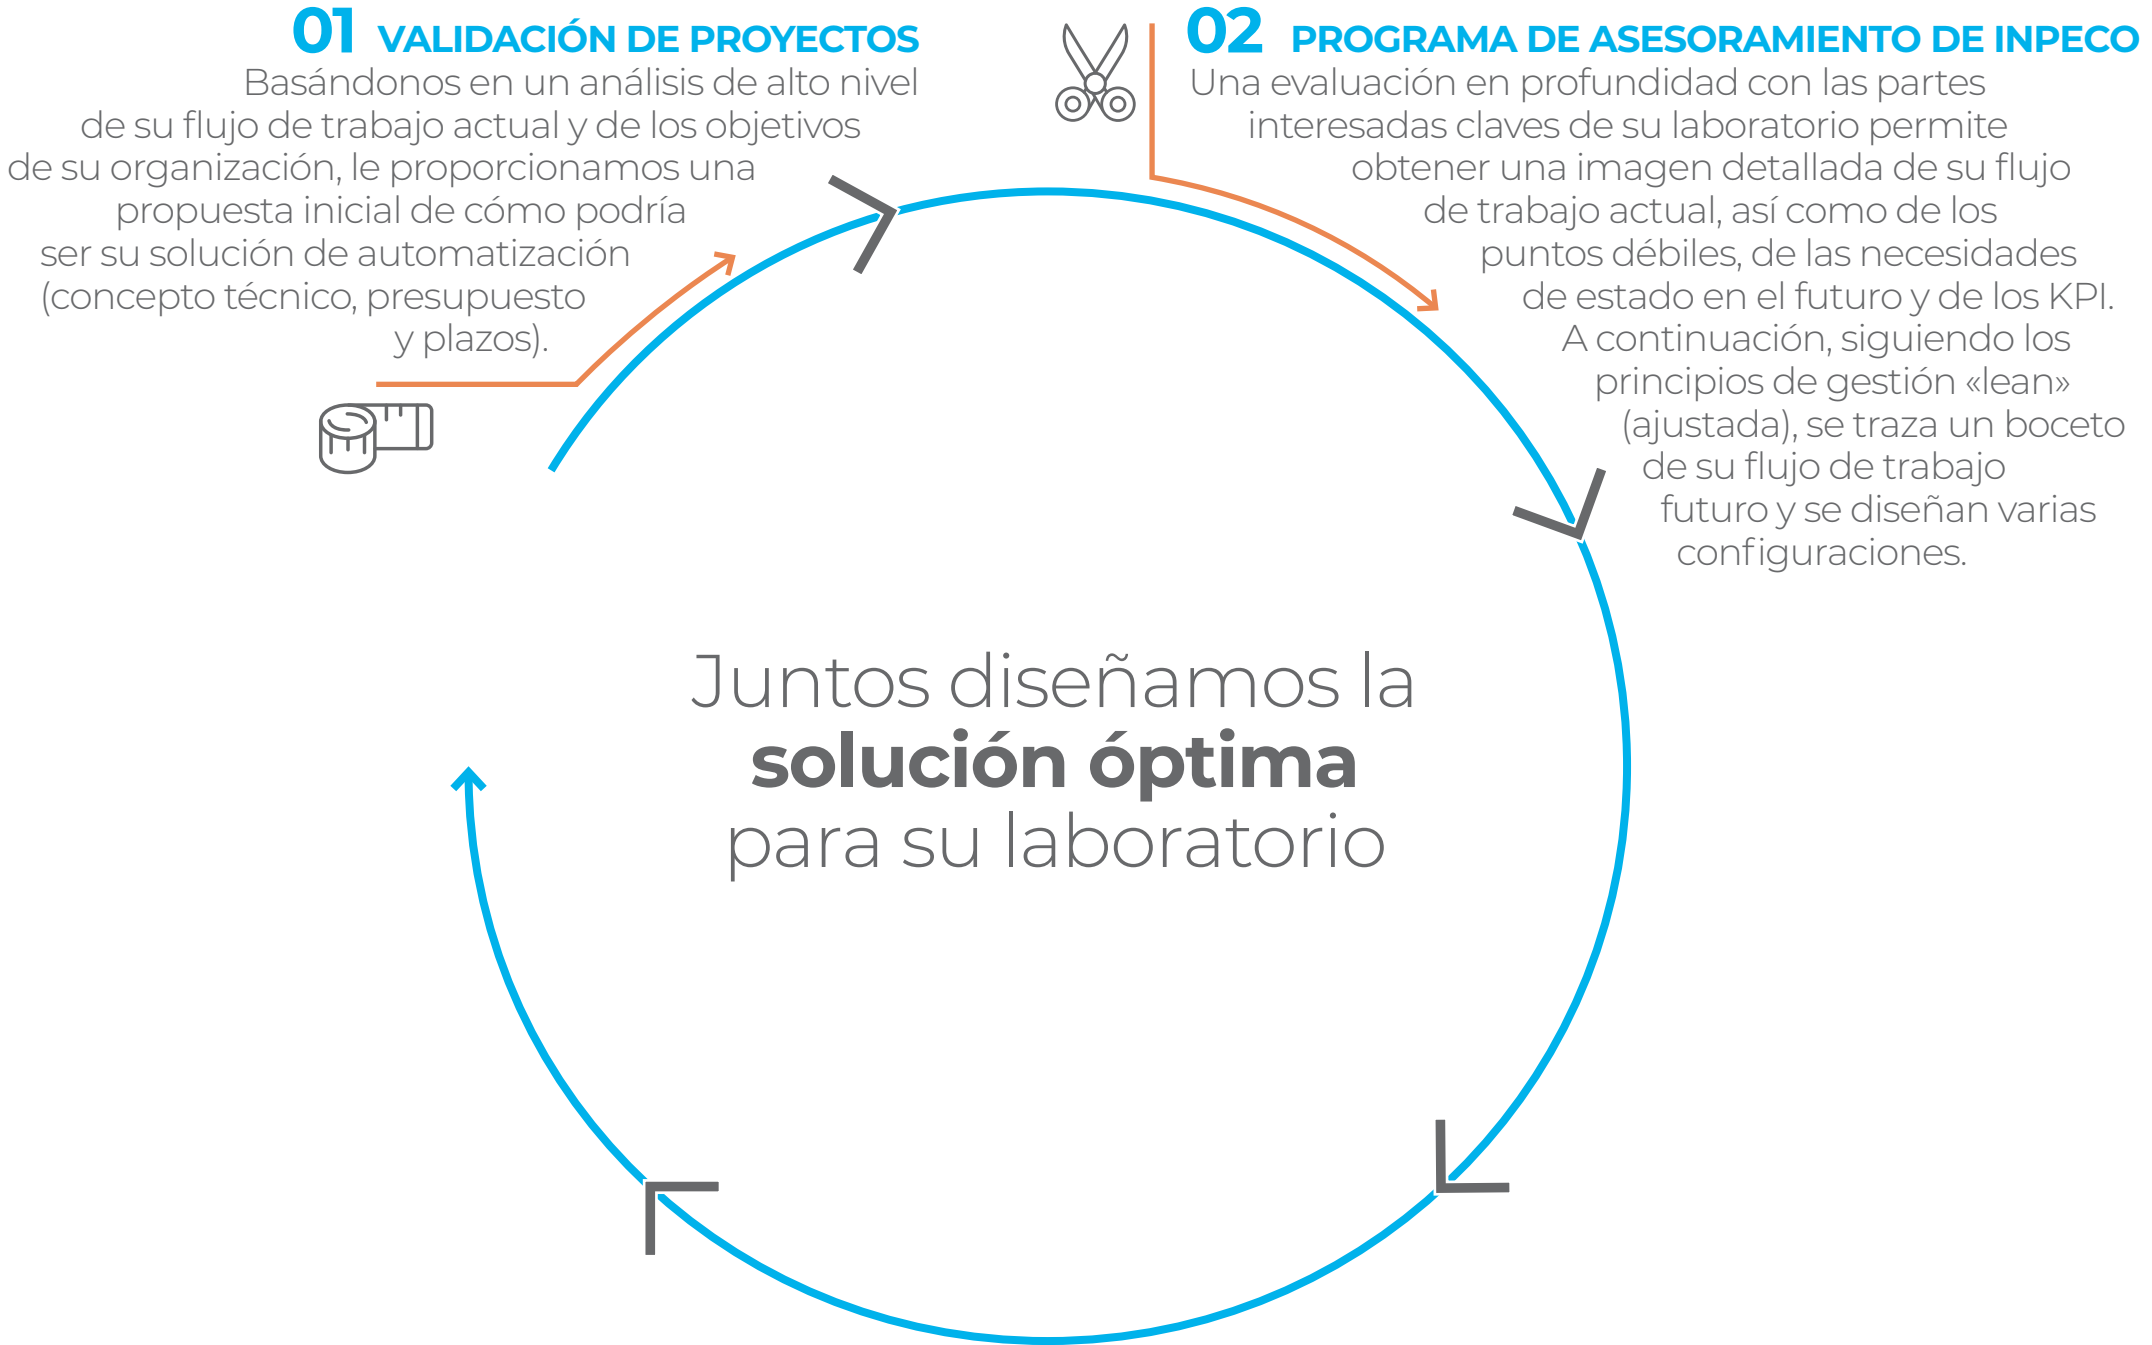 01 VALIDACIÓN DE PROYECTOS
Basándonos en un análisis de alto nivel
de su flujo de trabajo actual y de los objetivos
de su organización, le proporcionamos una
propuesta inicial de cómo podría
ser su solución de automatización
(concepto técnico, presupuesto
y plazos).
02 PROGRAMA DE ASESORAMIENTO DE INPECO
Una evaluación en profundidad con las partes
interesadas claves de su laboratorio permite
obtener una imagen detallada de su flujo
de trabajo actual, así como de los
puntos débiles, de las necesidades
de estado en el futuro y de los KPI.
A continuación, siguiendo los
principios de gestión «lean»
(ajustada), se traza un boceto
de su flujo de trabajo
futuro y se diseñan varias
configuraciones.
Juntos diseñamos la
solución óptima
para su laboratorio